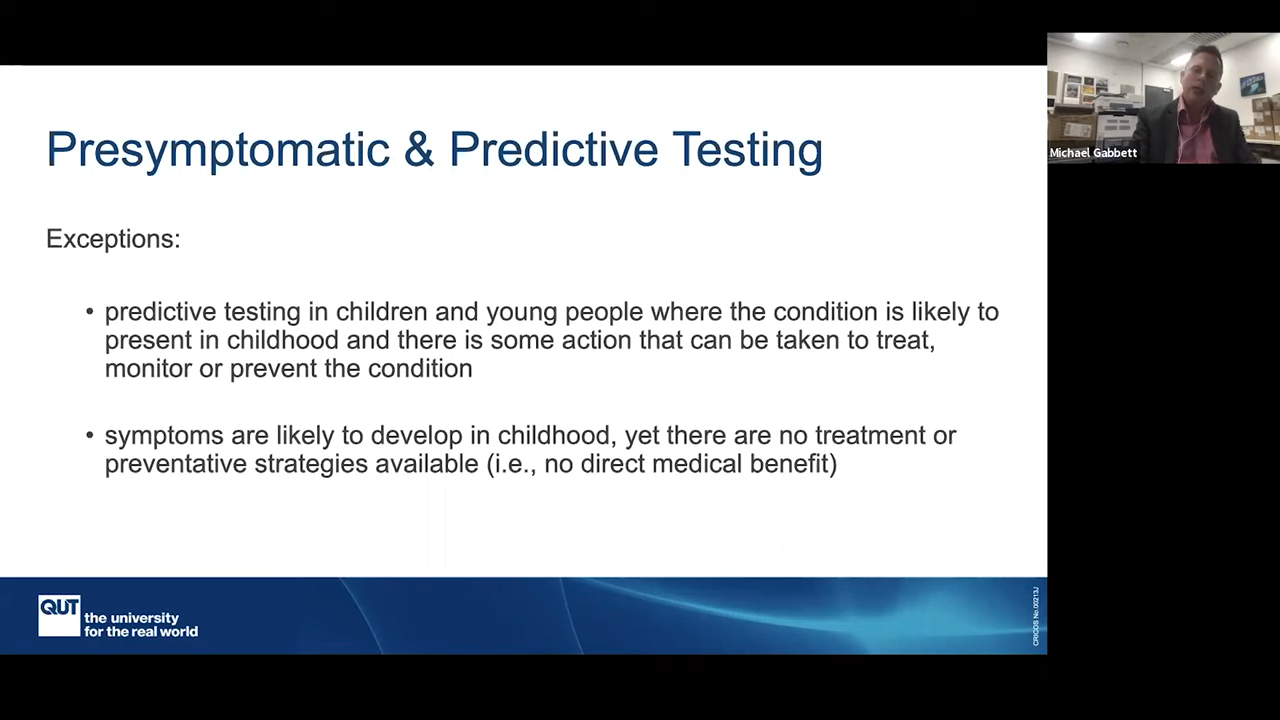 Presymptomatic & Predictive Testing
Exceptions:
• predictive testing in children and young people where the condition is likely to
present in childhood and there is some action that can be taken to treat,
monitor or prevent the condition
• symptoms are likely to develop in childhood, yet there are no treatment or
preventative strategies available (i.e., no direct medical benefit)
QUT
the university
for the real world
CRICOS No.00213J
Michael Gabbett